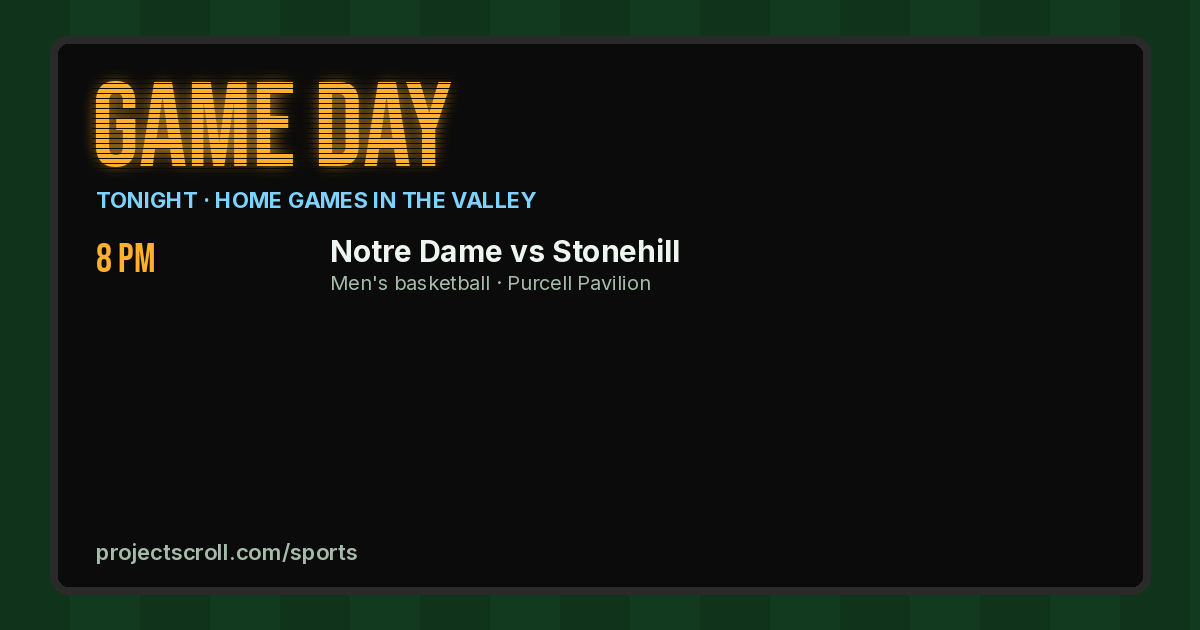 GAME DAY
TONIGHT · HOME GAMES IN THE VALLEY
8 PM
Notre Dame vs Stonehill
Men's basketball · Purcell Pavilion
projectscroll.com/sports